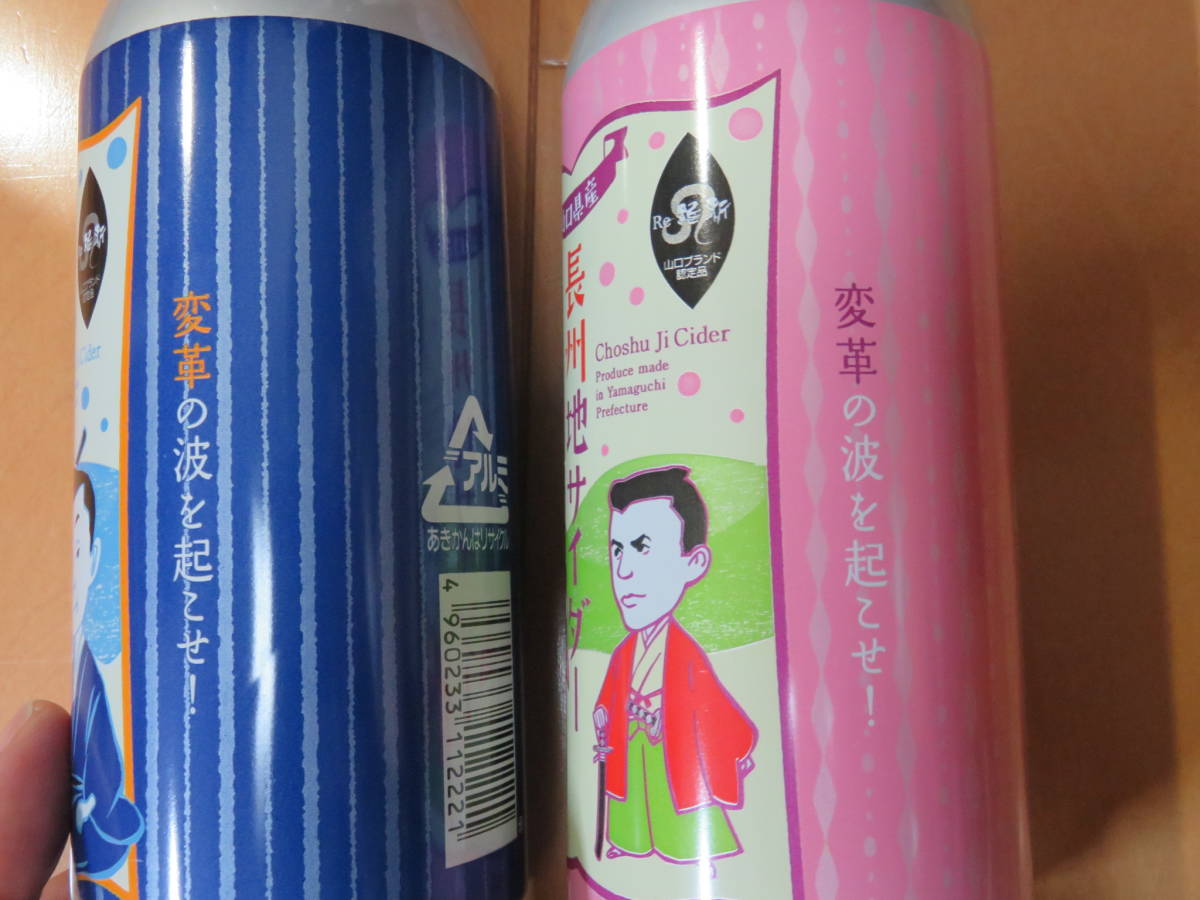 Cider
変革の波を起こせ!
アルミ
あきかんはリサイクル
4 960233 112221
山口県産
Re
山口ブランド
認定品
長州地サイダー
Choshu Ji Cider
Produce made
in Yamaguchi
Prefecture
変革の波を起こせ!